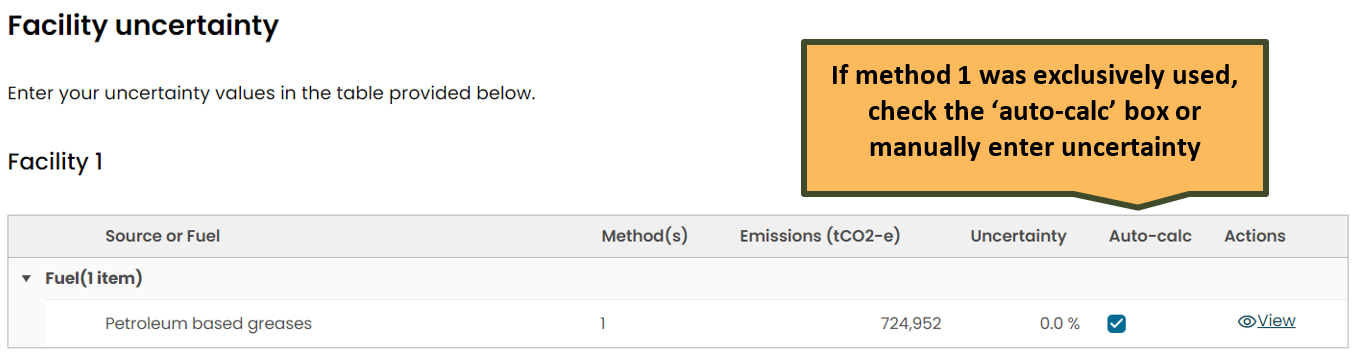 Facility uncertainty
If method 1 was exclusively used,
check the ‘auto-calc’ box or
manually enter uncertainty
Enter your uncertainty values in the table provided below.
Facility 1
Source or Fuel Method(s) Emissions (tCO2-e) Uncertainty Auto-calc Actions
Fuel(1 item)
Petroleum based greases 1 724,952 0.0 % View